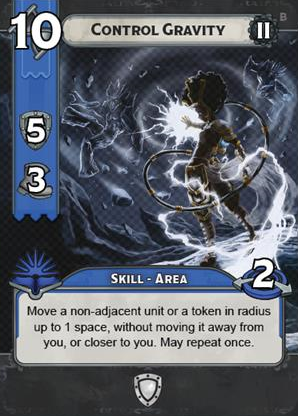 10
CONTROL GRAVITY
II
B
5
3
SKILL - AREA
2
Move a non-adjacent unit or a token in radius
up to 1 space, without moving it away from
you, or closer to you. May repeat once.